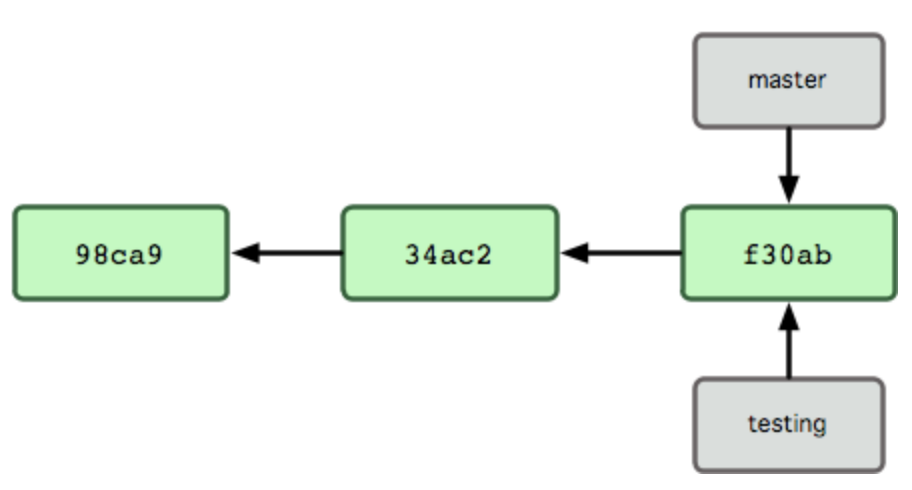 master
98ca9
34ac2
f30ab
testing